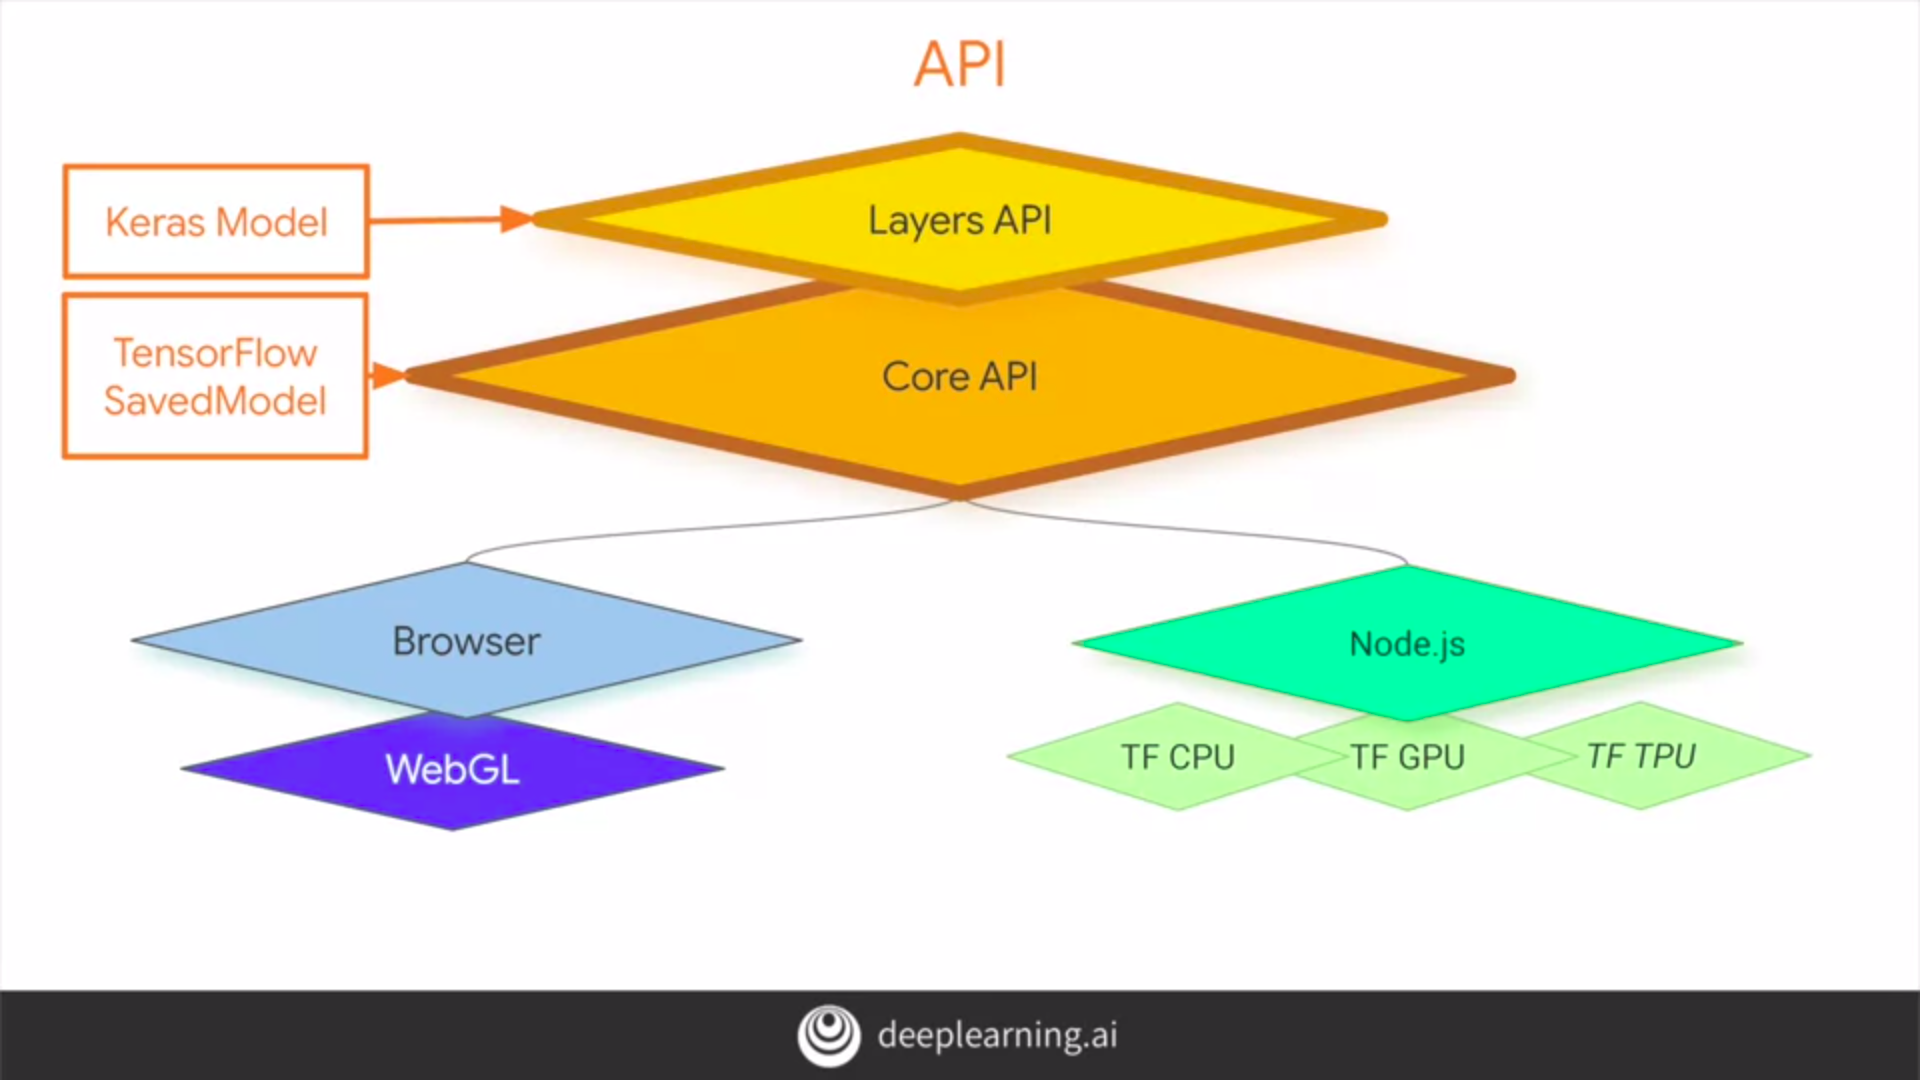 API
Keras Model
Layers API
TensorFlow
SavedModel
Core API
Browser
Node.js
WebGL
TF CPU
TF GPU
TF TPU
deeplearning.ai